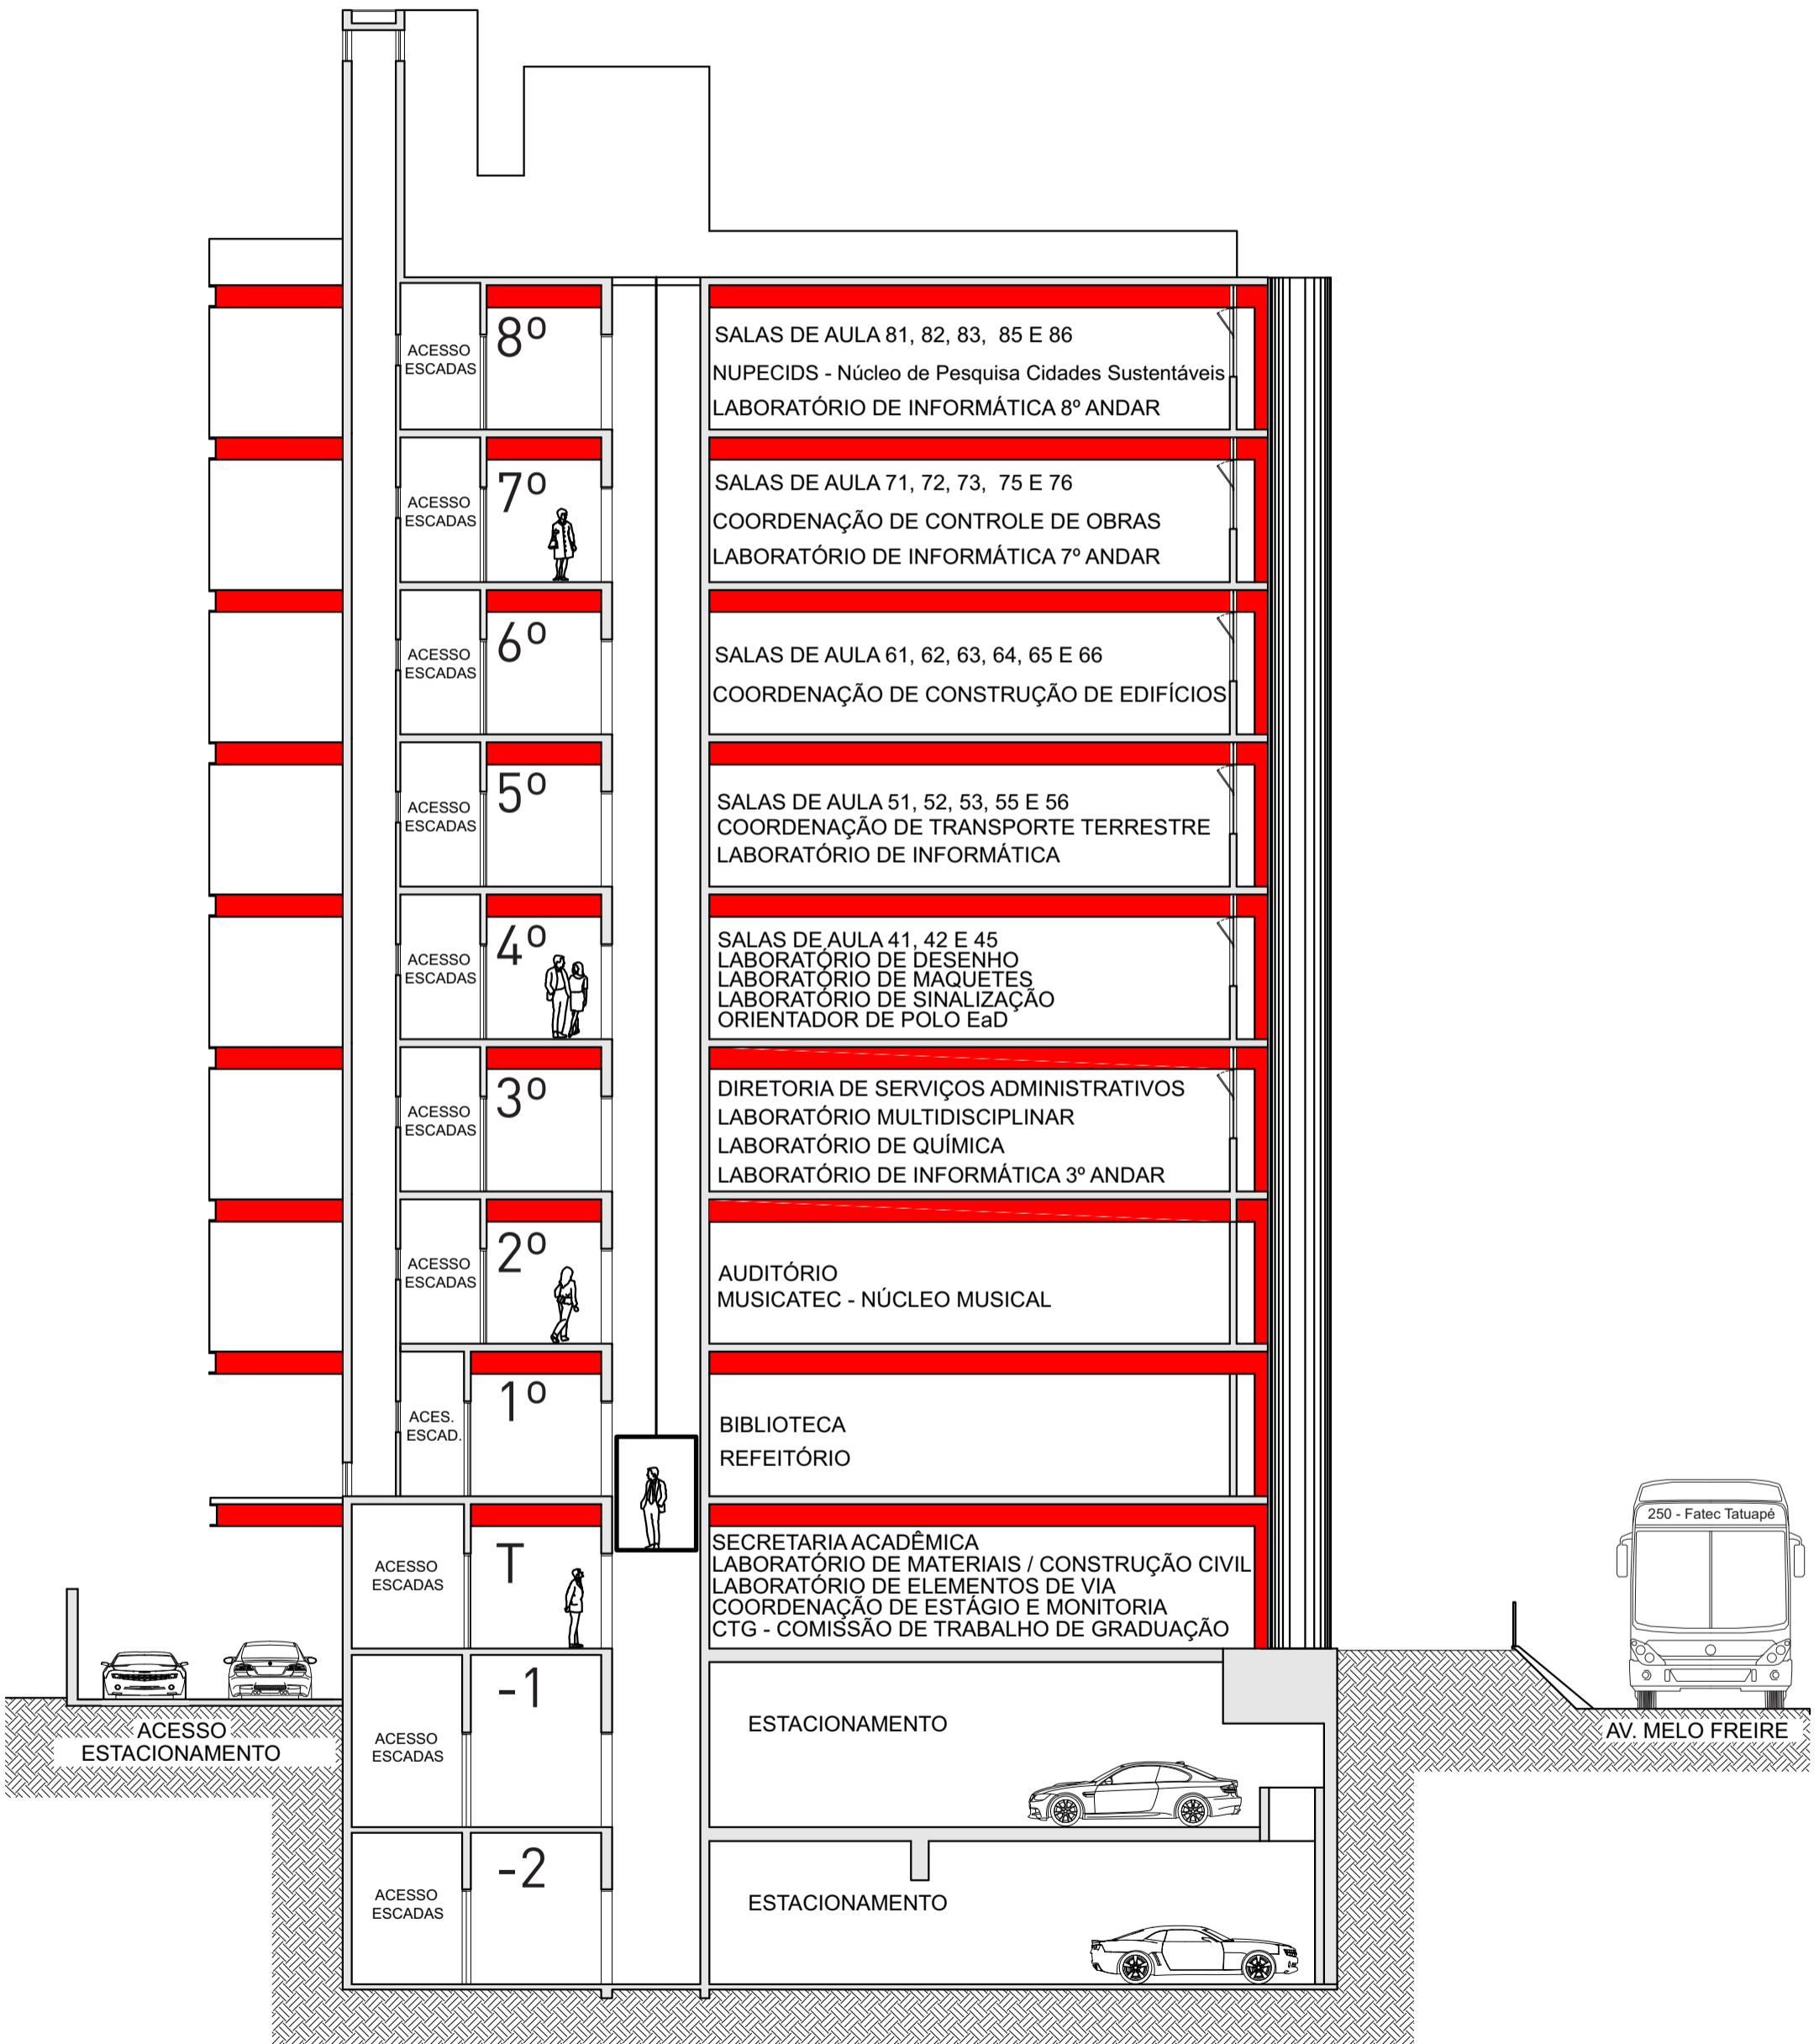 8º
ACESSO
ESCADAS
SALAS DE AULA 81, 82, 83, 85 E 86
NUPECIDS - Núcleo de Pesquisa Cidades Sustentáveis
LABORATÓRIO DE INFORMÁTICA 8º ANDAR
7º
ACESSO
ESCADAS
SALAS DE AULA 71, 72, 73, 75 E 76
COORDENAÇÃO DE CONTROLE DE OBRAS
LABORATÓRIO DE INFORMÁTICA 7º ANDAR
6º
ACESSO
ESCADAS
SALAS DE AULA 61, 62, 63, 64, 65 E 66
COORDENAÇÃO DE CONSTRUÇÃO DE EDIFÍCIOS
5º
ACESSO
ESCADAS
SALAS DE AULA 51, 52, 53, 55 E 56
COORDENAÇÃO DE TRANSPORTE TERRESTRE
LABORATÓRIO DE INFORMÁTICA
4º
ACESSO
ESCADAS
SALAS DE AULA 41, 42 E 45
LABORATÓRIO DE DESENHO
LABORATÓRIO DE MAQUETES
LABORATÓRIO DE SINALIZAÇÃO
ORIENTADOR DE POLO EaD
3º
ACESSO
ESCADAS
DIRETORIA DE SERVIÇOS ADMINISTRATIVOS
LABORATÓRIO MULTIDISCIPLINAR
LABORATÓRIO DE QUÍMICA
LABORATÓRIO DE INFORMÁTICA 3º ANDAR
2º
ACESSO
ESCADAS
AUDITÓRIO
MUSICATEC - NÚCLEO MUSICAL
1º
ACES.
ESCAD.
BIBLIOTECA
REFEITÓRIO
T
ACESSO
ESCADAS
SECRETARIA ACADÊMICA
LABORATÓRIO DE MATERIAIS / CONSTRUÇÃO CIVIL
LABORATÓRIO DE ELEMENTOS DE VIA
COORDENAÇÃO DE ESTÁGIO E MONITORIA
CTG - COMISSÃO DE TRABALHO DE GRADUAÇÃO
250 - Fatec Tatuapé
-1
ACESSO
ESCADAS
ESTACIONAMENTO
ACESSO
ESTACIONAMENTO
AV. MELO FREIRE
-2
ACESSO
ESCADAS
ESTACIONAMENTO